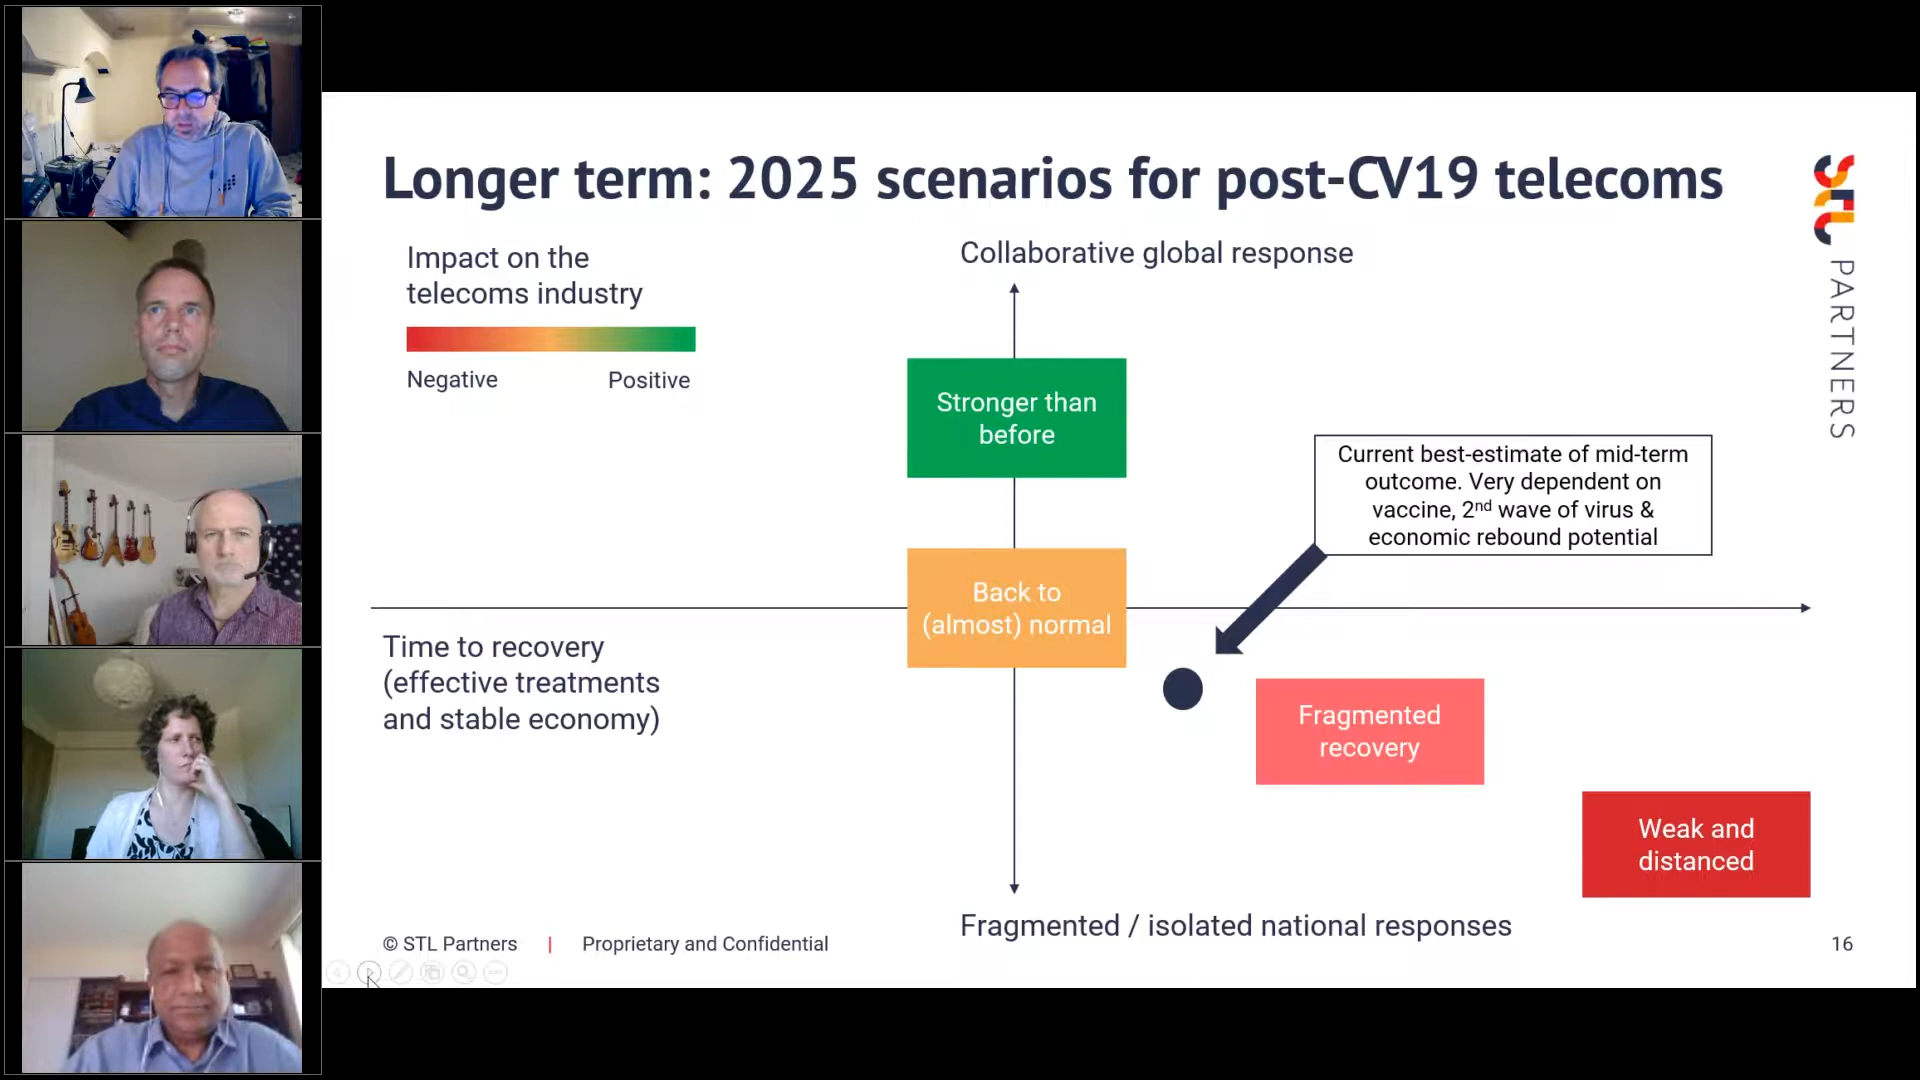 Longer term: 2025 scenarios for post-CV19 telecoms
STL
PARTNERS
Impact on the
telecoms industry
Negative
Positive
Collaborative global response
Stronger than
before
Current best-estimate of mid-term
outcome. Very dependent on
vaccine, 2nd wave of virus &
economic rebound potential
Back to
(almost) normal
Time to recovery
(effective treatments
and stable economy)
Fragmented
recovery
Weak and
distanced
Fragmented / isolated national responses
© STL Partners | Proprietary and Confidential
16